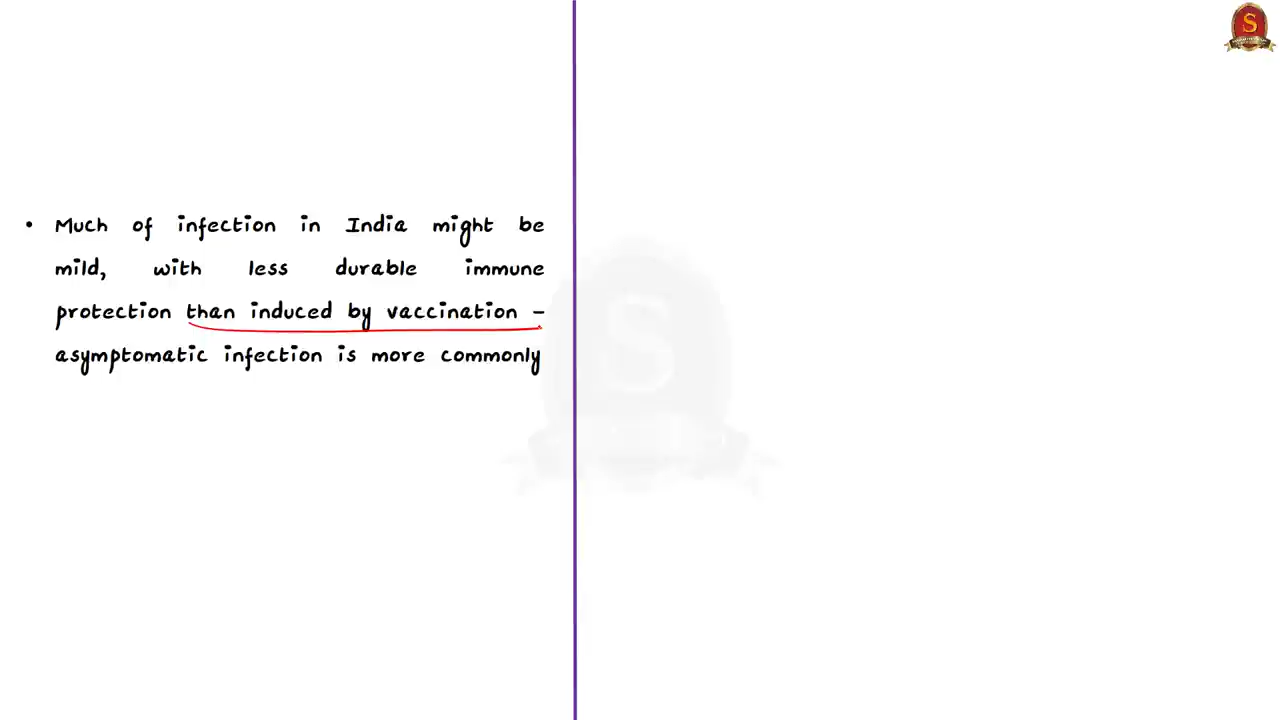 • Much of infection in India might be
mild, with less durable immune
protection than induced by vaccination –
asymptomatic infection is more commonly
S
S